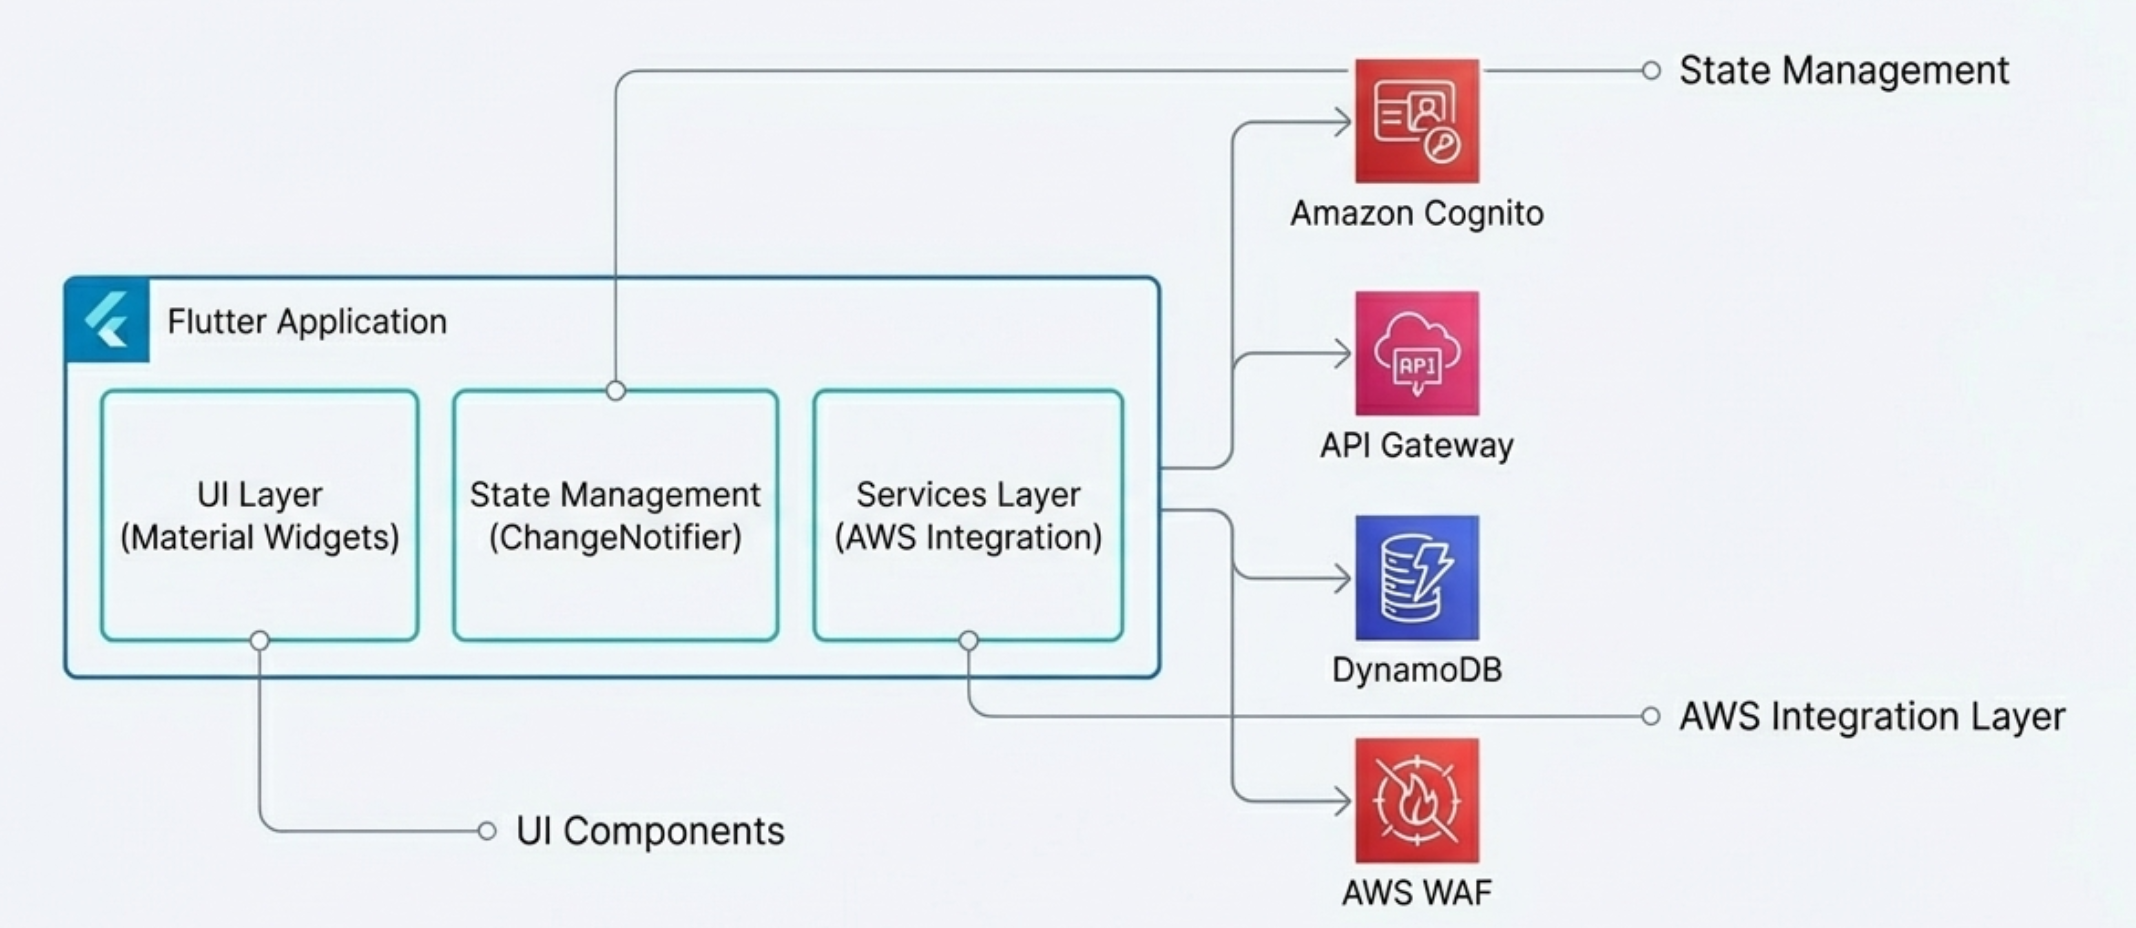 State Management
Amazon Cognito
Flutter Application
API
API Gateway
UI Layer
(Material Widgets)
State Management
(ChangeNotifier)
Services Layer
(AWS Integration)
DynamoDB
AWS Integration Layer
UI Components
AWS WAF